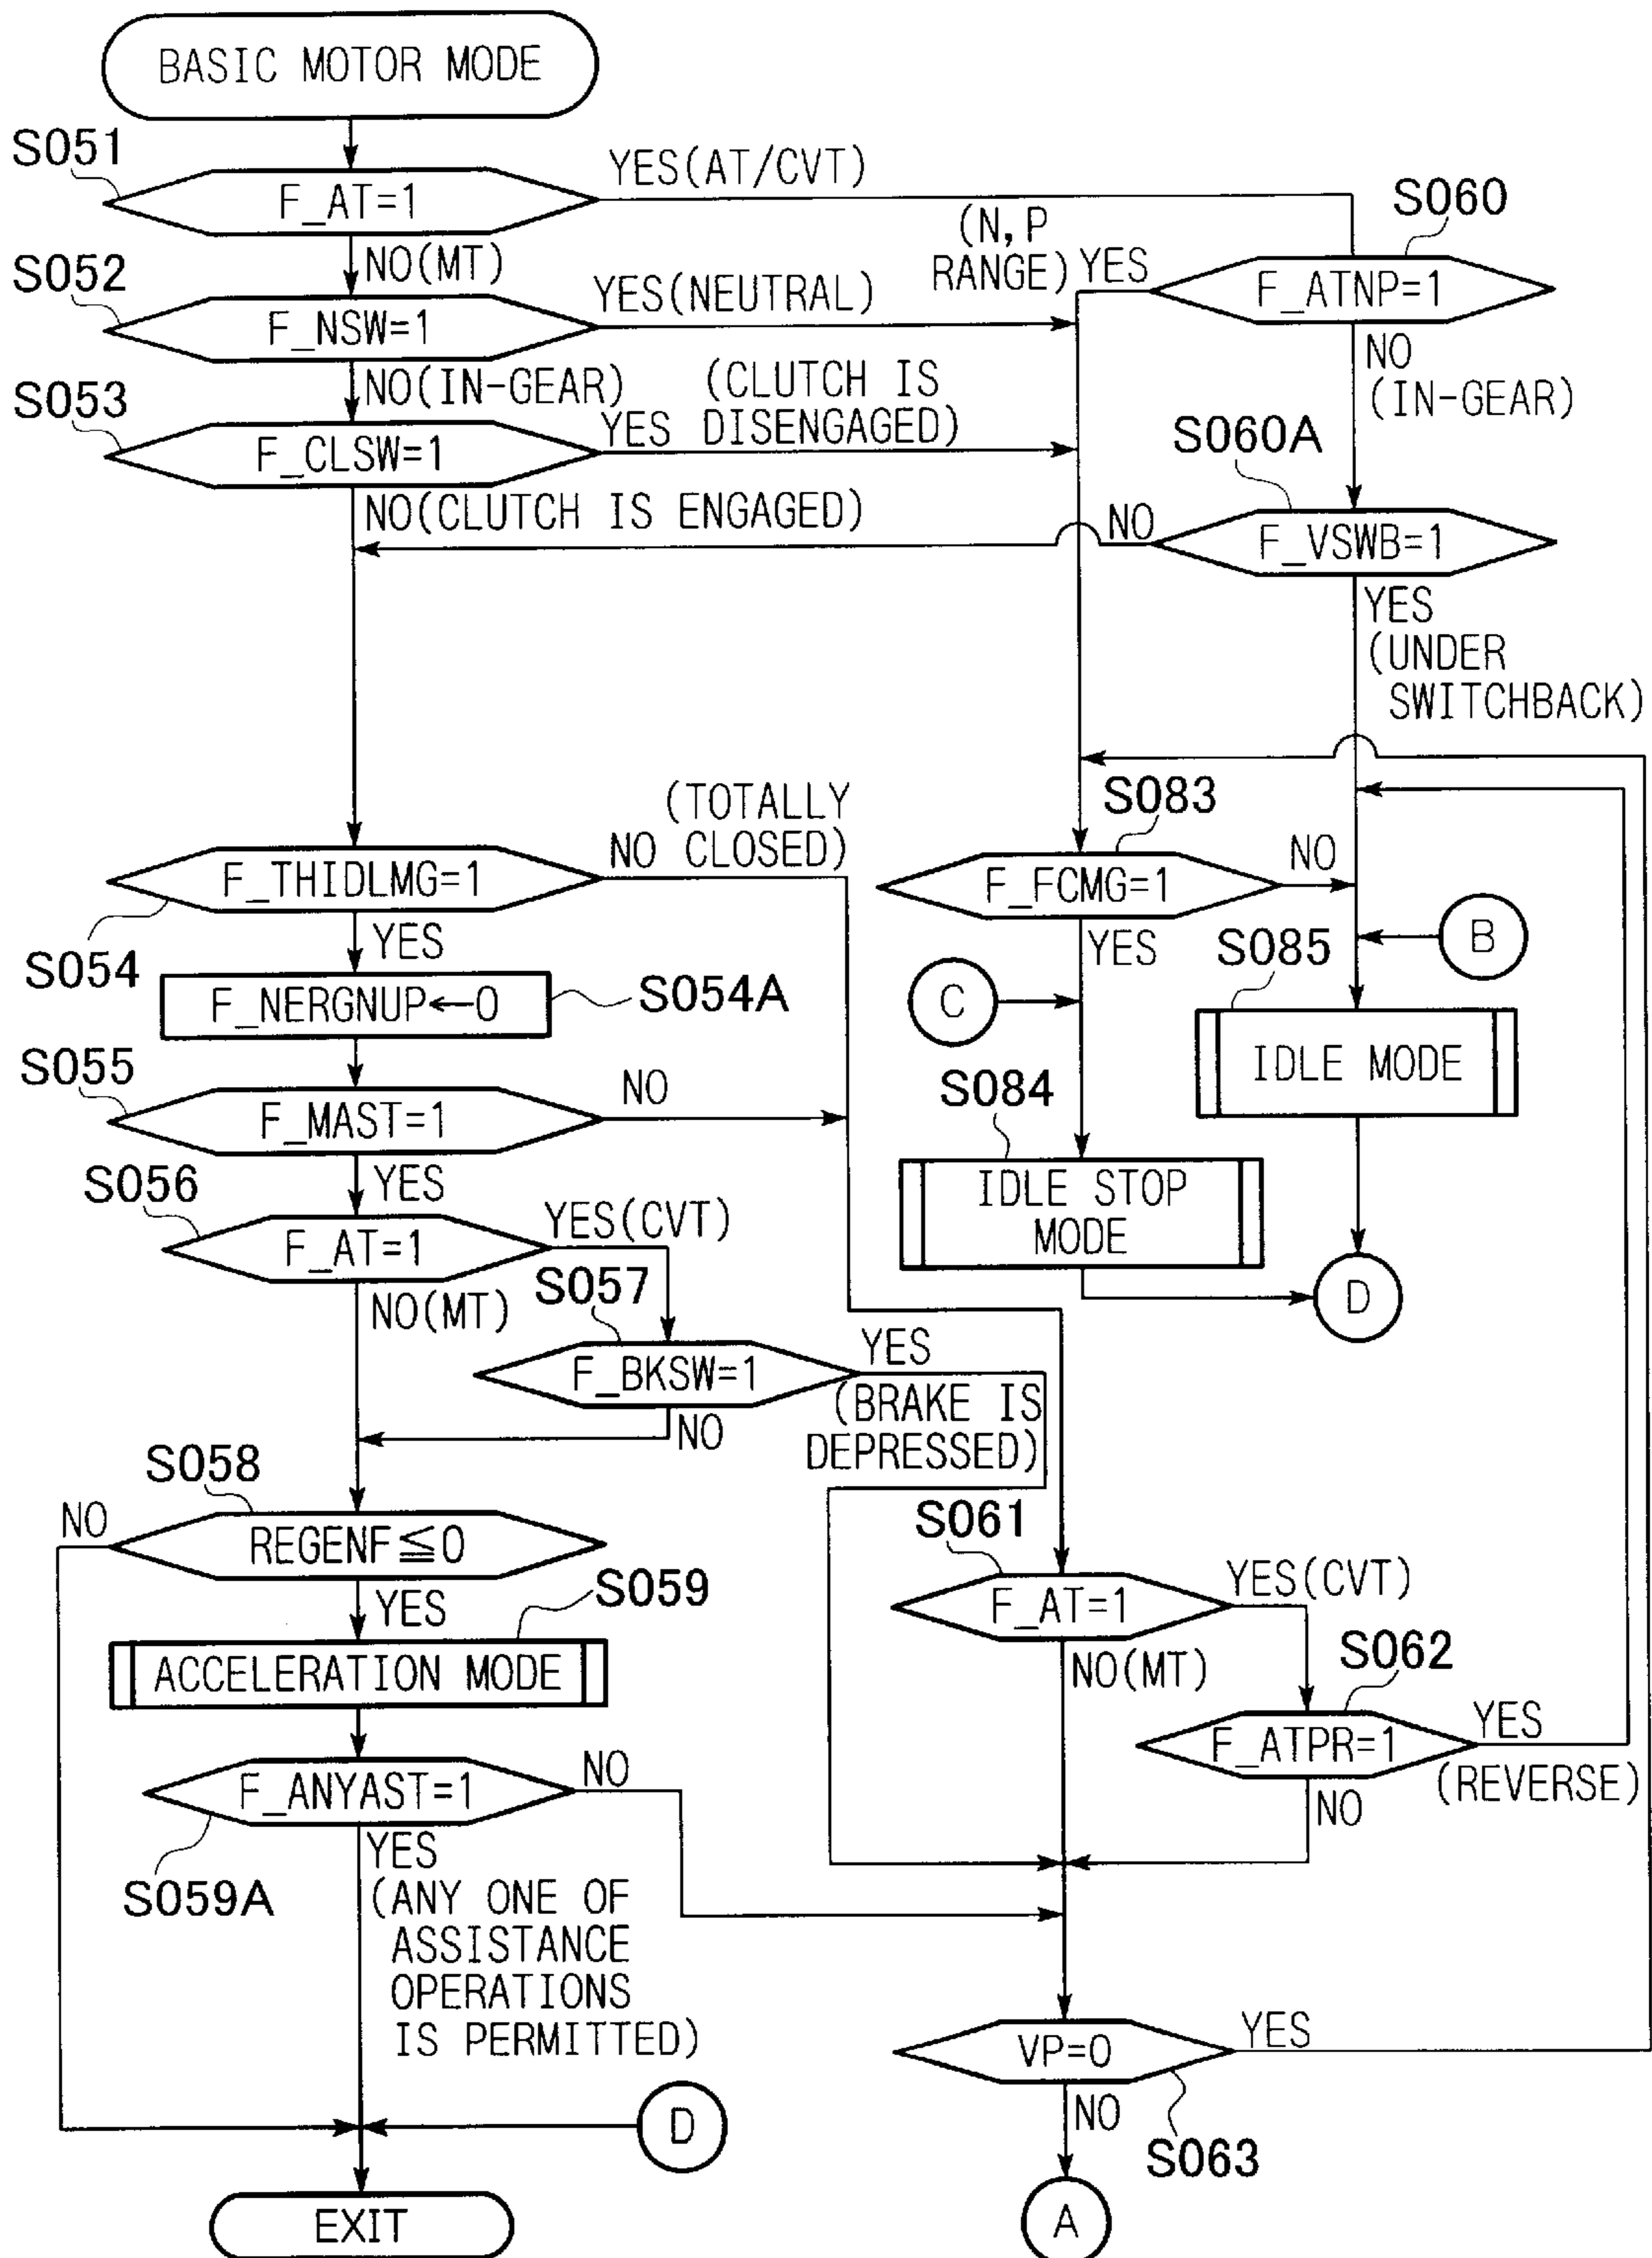 BASIC MOTOR MODE
S051
F_AT=1
YES(AT/CVT)
NO(MT)
S060
(N,P
RANGE) YES
F_ATNP=1
NO
(IN-GEAR)
S052
F_NSW=1
YES(NEUTRAL)
NO(IN-GEAR)
S053
F_CLSW=1
(CLUTCH IS
YES DISENGAGED)
NO(CLUTCH IS ENGAGED)
S060A
F_VSWB=1
NO
YES
(UNDER
SWITCHBACK)
(TOTALLY
NO CLOSED)
F_THIDLMG=1
S054
YES
S083
F_FCMG=1
NO
YES
B
C
S085
IDLE MODE
F_NERGNUP←0
S054A
S055
F_MAST=1
NO
YES
S084
IDLE STOP
MODE
D
S056
F_AT=1
YES(CVT)
NO(MT)
S057
F_BKSW=1
YES
(BRAKE IS
DEPRESSED)
NO
S058
NO
REGENF≦0
YES
S059
ACCELERATION MODE
S061
F_AT=1
YES(CVT)
NO(MT)
S062
F_ATPR=1
YES
(REVERSE)
NO
F_ANYAST=1
NO
S059A
YES
(ANY ONE OF
ASSISTANCE
OPERATIONS
IS PERMITTED)
VP=0
YES
NO
S063
D
A
EXIT